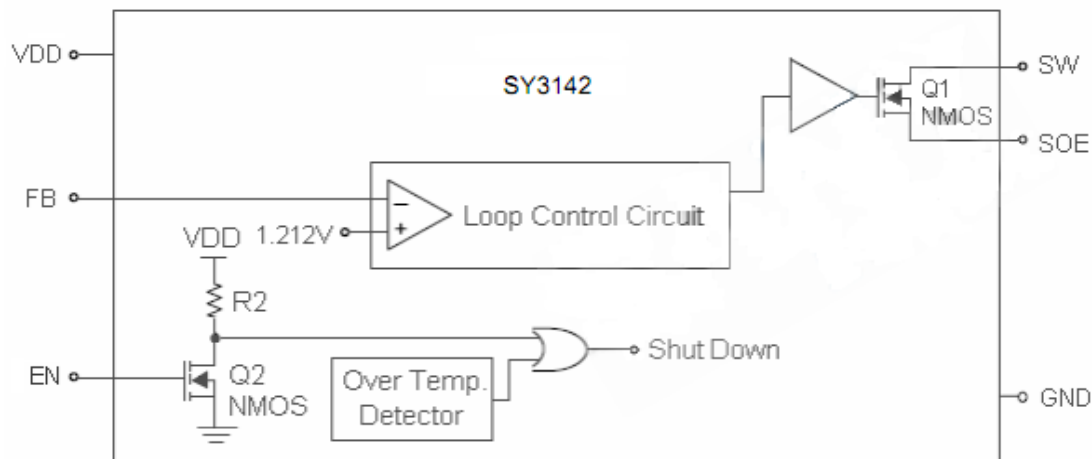 VDD
SY3142
SW
Q1
NMOS
SOE
FB
Loop Control Circuit
1.212V
VDD
R2
Shut Down
EN
Q2
NMOS
Over Temp.
Detector
GND